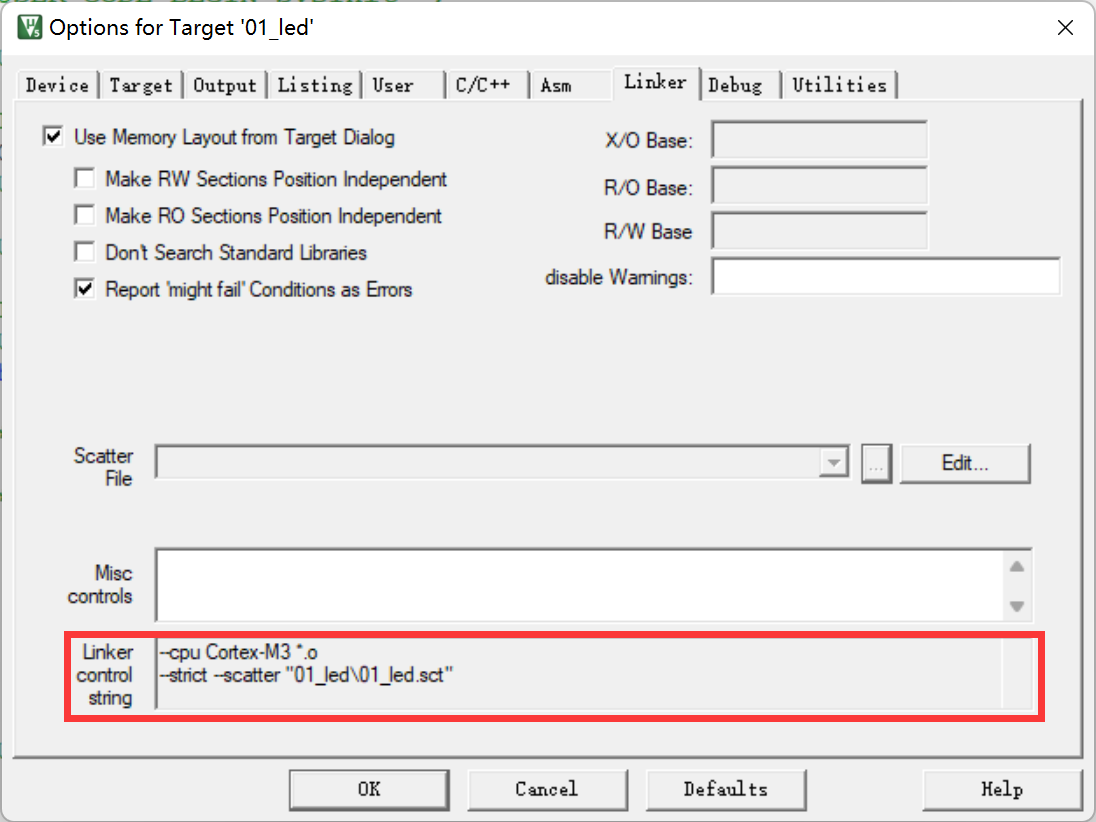 Options for Target '01_led'
Device Target Output Listing User C/C++ Asm Linker Debug Utilities
Use Memory Layout from Target Dialog
Make RW Sections Position Independent
Make RO Sections Position Independent
Don't Search Standard Libraries
Report 'might fail' Conditions as Errors
X/O Base:
R/O Base:
R/W Base
disable Warnings:
Scatter
File
...
Edit...
Misc
controls
Linker
control
string
--cpu Cortex-M3 *.o
--strict --scatter "01_led\01_led.sct"
OK Cancel Defaults Help